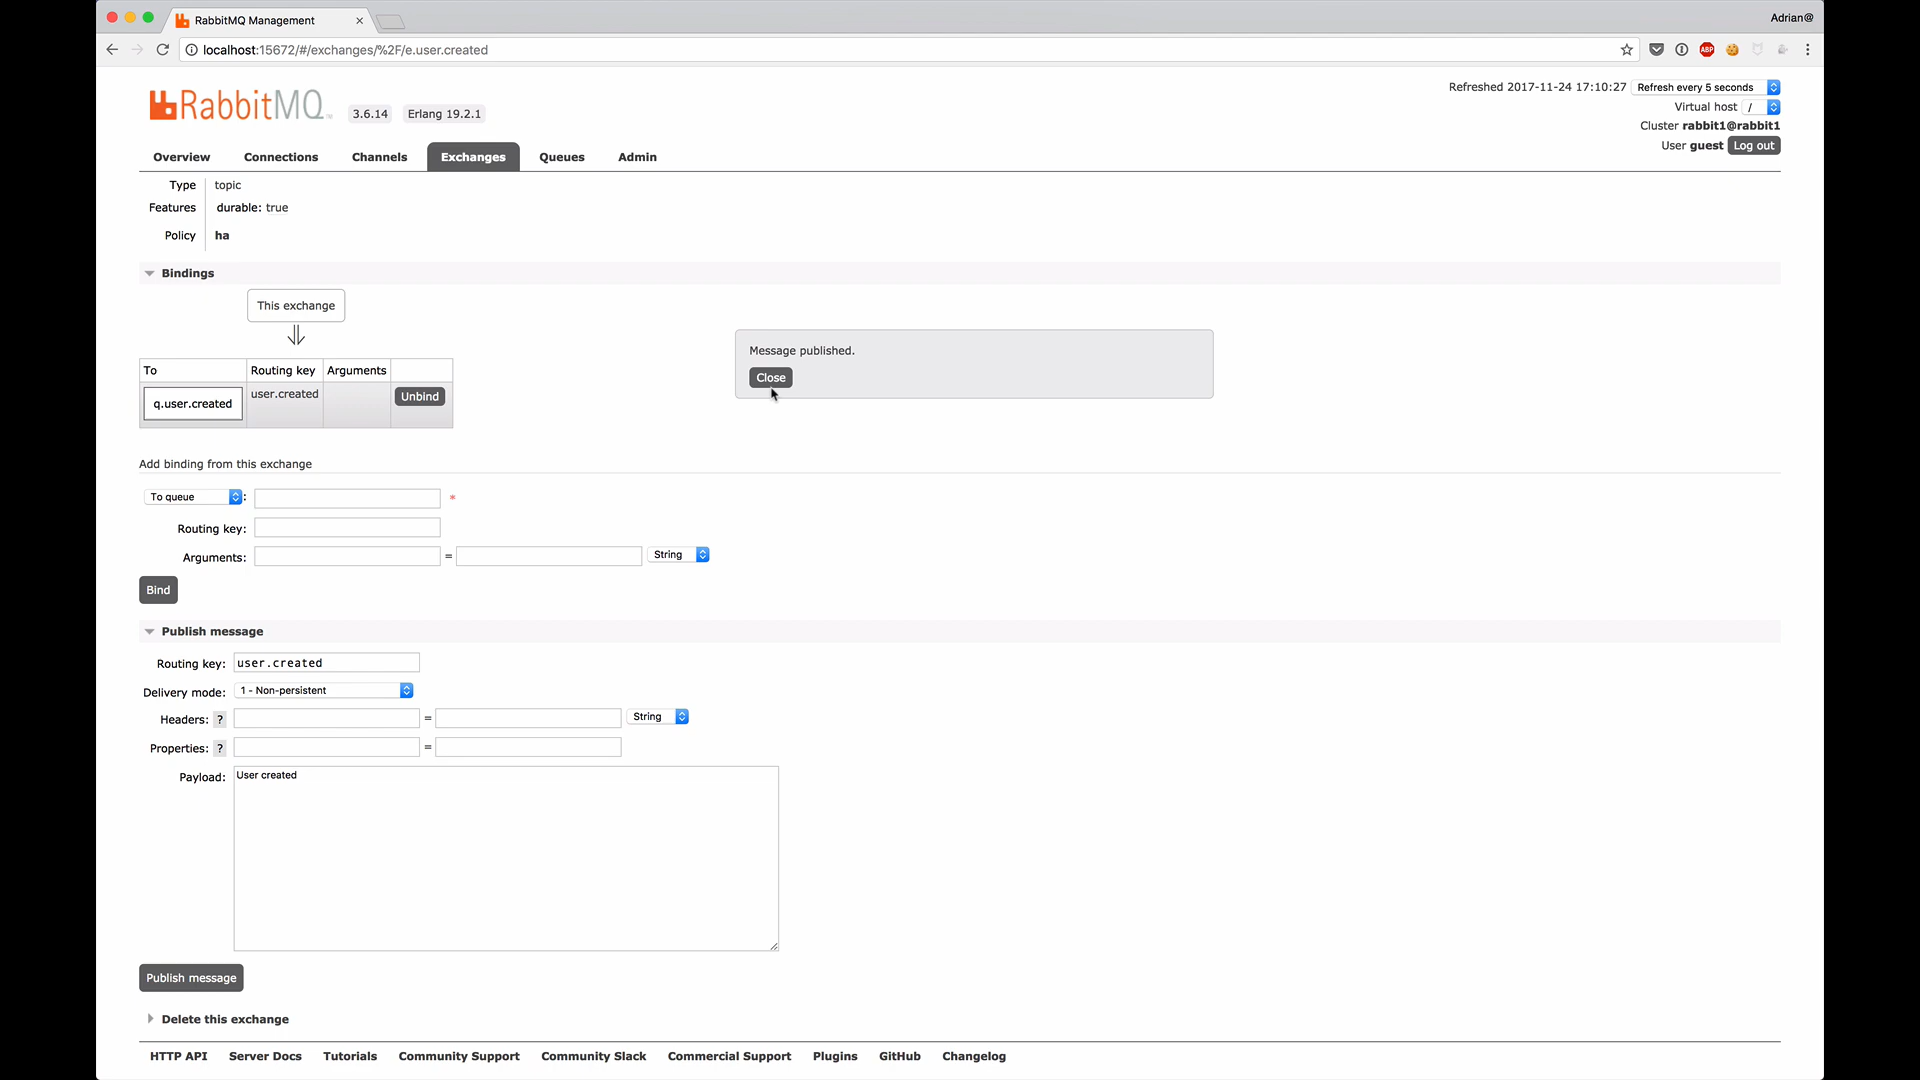 RabbitMQ Management
Adrian@
localhost:15672/#/exchanges/%2F/e.user.created
ABP
RabbitMQ 3.6.14 Erlang 19.2.1
Refreshed 2017-11-24 17:10:27 Refresh every 5 seconds
Virtual host /
Cluster rabbit1@rabbit1
User guest Log out
Overview Connections Channels Exchanges Queues Admin
Type topic
Features durable: true
Policy ha
Bindings
This exchange
⇓
To Routing key Arguments
q.user.created user.created Unbind
Message published.
Close
Add binding from this exchange
To queue : *
Routing key:
Arguments: = String
Bind
Publish message
Routing key: user.created
Delivery mode: 1 - Non-persistent
Headers: ? = String
Properties: ? =
Payload: User created
Publish message
Delete this exchange
HTTP API Server Docs Tutorials Community Support Community Slack Commercial Support Plugins GitHub Changelog